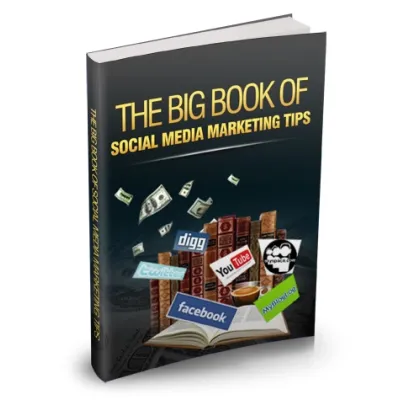 THE BIG BOOK OF
SOCIAL MEDIA MARKETING TIPS
THE BIG BOOK OF SOCIAL MEDIA MARKETING TIPS
digg
YouTube
facebook